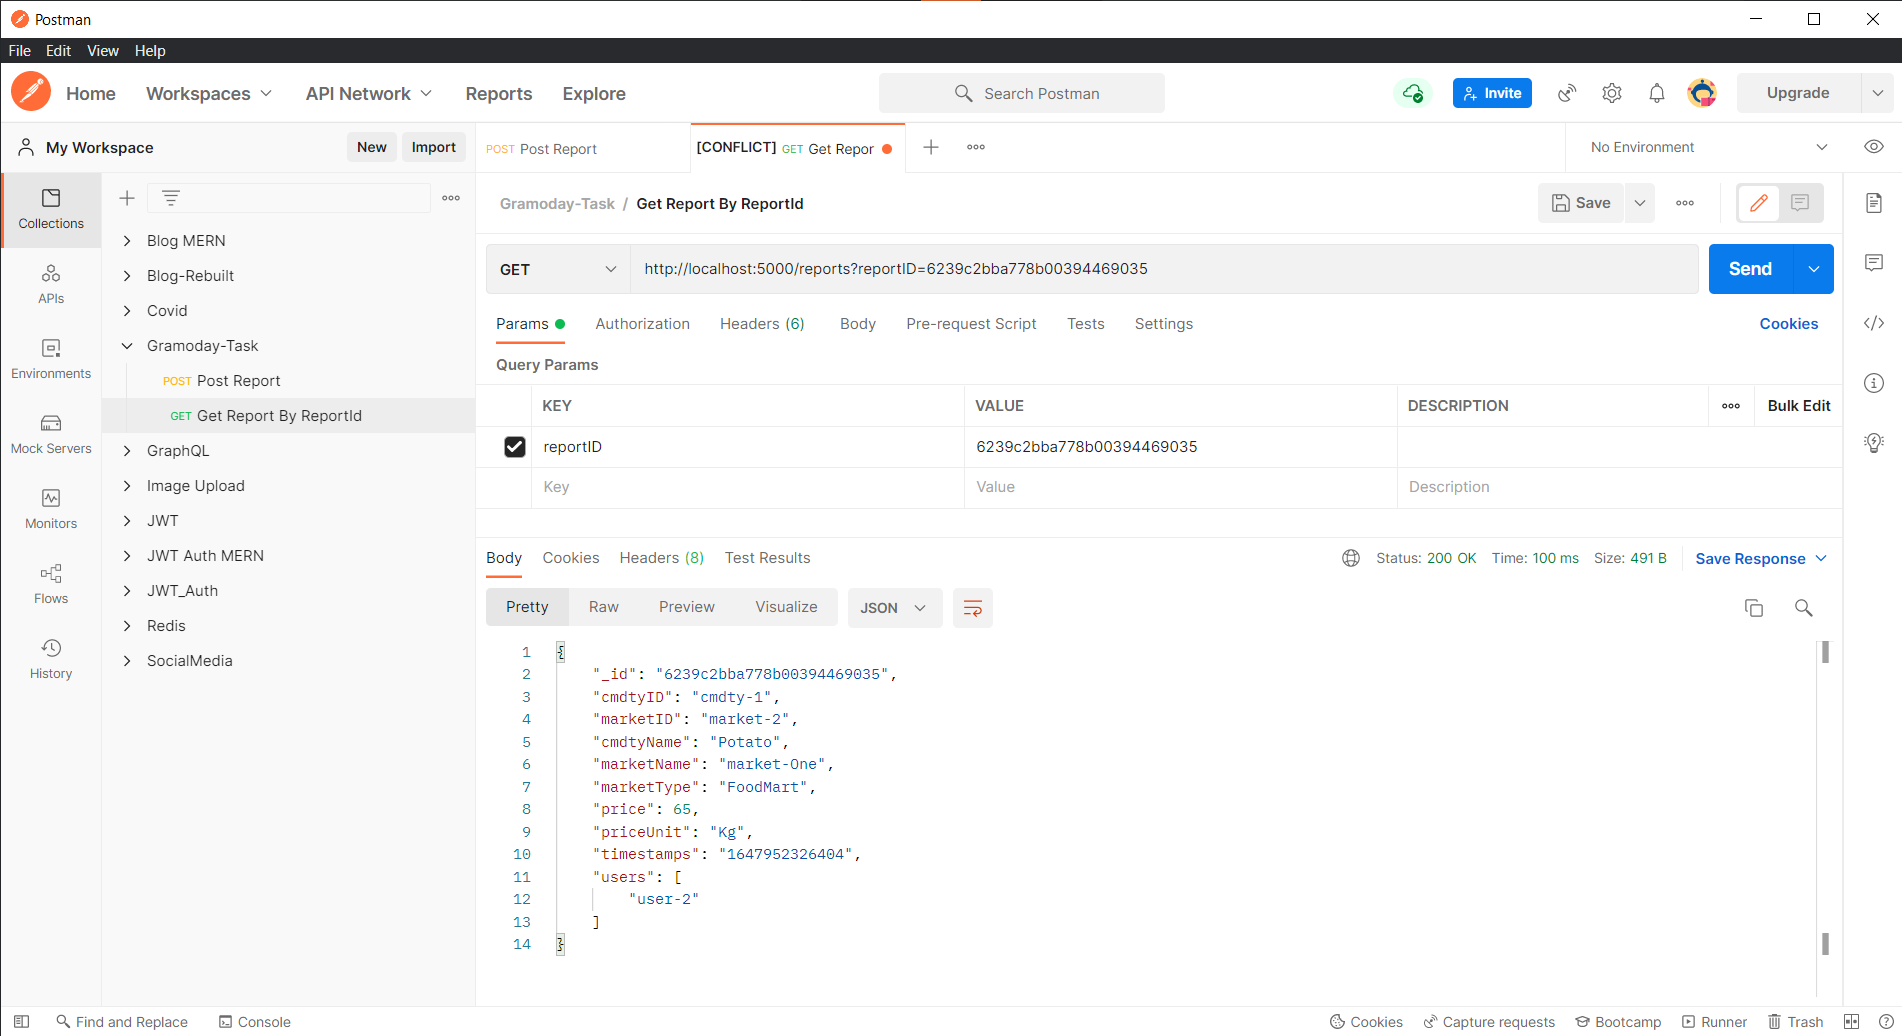 Postman
File Edit View Help
Home Workspaces API Network Reports Explore Search Postman Invite Upgrade
My Workspace New Import POST Post Report [CONFLICT] GET Get Repor No Environment
Collections
APIs
Environments
Mock Servers
Monitors
Flows
History
Blog MERN
Blog-Rebuilt
Covid
Gramoday-Task
POST Post Report
GET Get Report By ReportId
GraphQL
Image Upload
JWT
JWT Auth MERN
JWT_Auth
Redis
SocialMedia
Gramoday-Task / Get Report By ReportId Save
GET http://localhost:5000/reports?reportID=6239c2bba778b00394469035 Send
Params Authorization Headers (6) Body Pre-request Script Tests Settings Cookies
Query Params
KEY VALUE DESCRIPTION Bulk Edit
reportID 6239c2bba778b00394469035
Key Value Description
Body Cookies Headers (8) Test Results Status: 200 OK Time: 100 ms Size: 491 B Save Response
Pretty Raw Preview Visualize JSON
1 {
2 "_id": "6239c2bba778b00394469035",
3 "cmdtyID": "cmdty-1",
4 "marketID": "market-2",
5 "cmdtyName": "Potato",
6 "marketName": "market-One",
7 "marketType": "FoodMart",
8 "price": 65,
9 "priceUnit": "Kg",
10 "timestamps": "1647952326404",
11 "users": [
12 "user-2"
13 ]
14 }
Find and Replace Console Cookies Capture requests Bootcamp Runner Trash